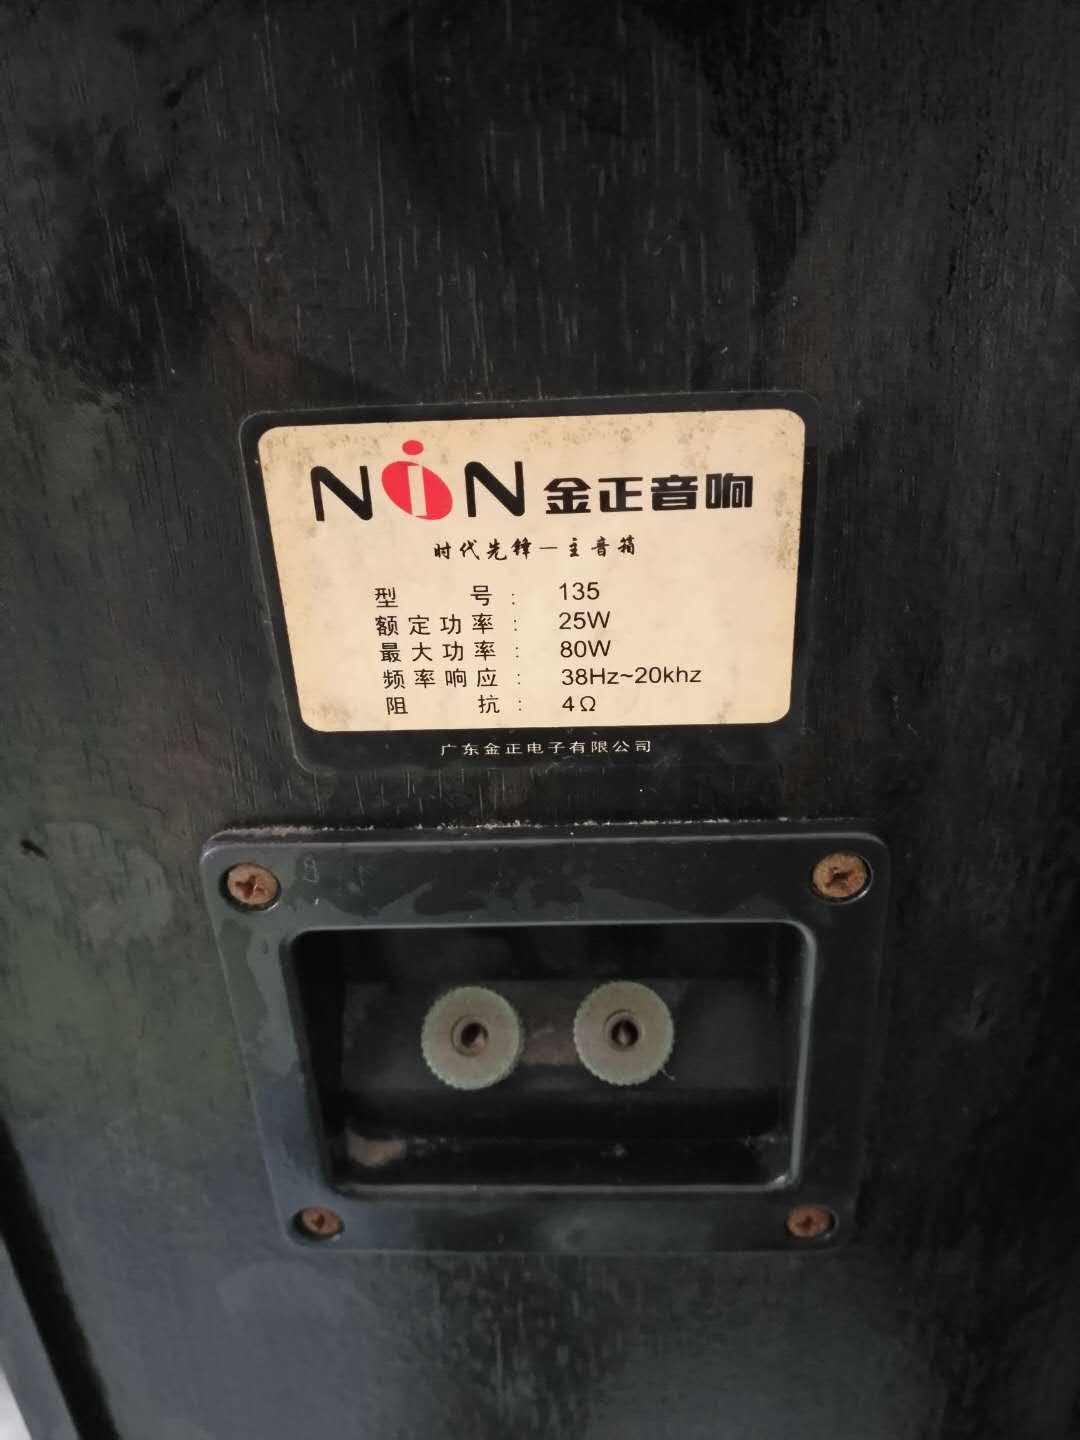 NiN 金正音响
时代先锋—主音箱
型 号: 135
额定功率: 25W
最大功率: 80W
频率响应: 38Hz~20khz
阻 抗: 4Ω
广东金正电子有限公司